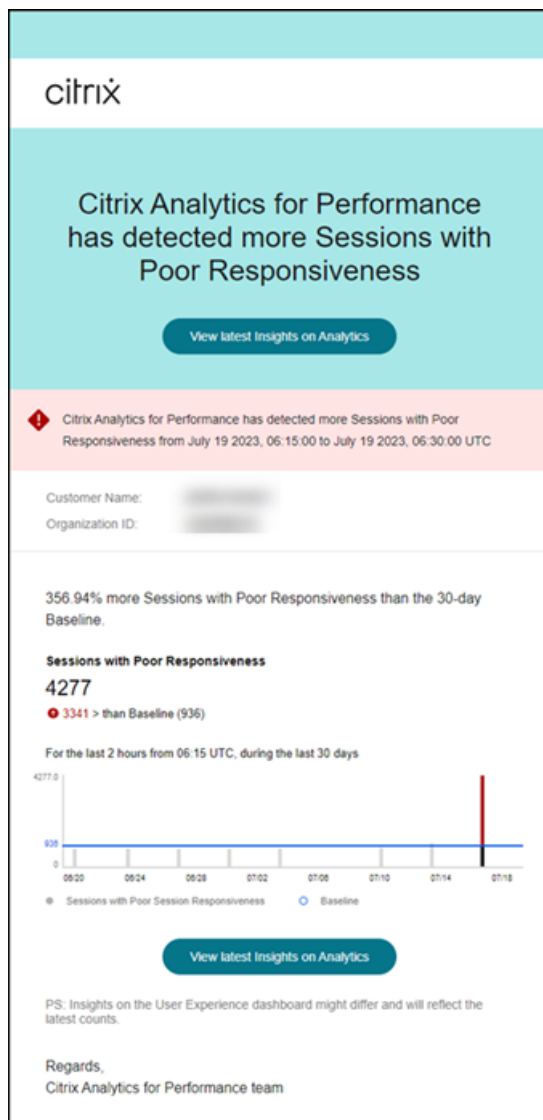 citrix
Citrix Analytics for Performance
has detected more Sessions with
Poor Responsiveness
View latest Insights on Analytics
Citrix Analytics for Performance has detected more Sessions with Poor
Responsiveness from July 19 2023, 06:15:00 to July 19 2023, 06:30:00 UTC
Customer Name:
Organization ID:
356.94% more Sessions with Poor Responsiveness than the 30-day
Baseline.
Sessions with Poor Responsiveness
4277
3341 > than Baseline (936)
For the last 2 hours from 06:15 UTC, during the last 30 days
4277.0
936
0
06/20 06/24 06/28 07/02 07/06 07/10 07/14 07/18
Sessions with Poor Session Responsiveness Baseline
View latest Insights on Analytics
PS: Insights on the User Experience dashboard might differ and will reflect the
latest counts.
Regards,
Citrix Analytics for Performance team